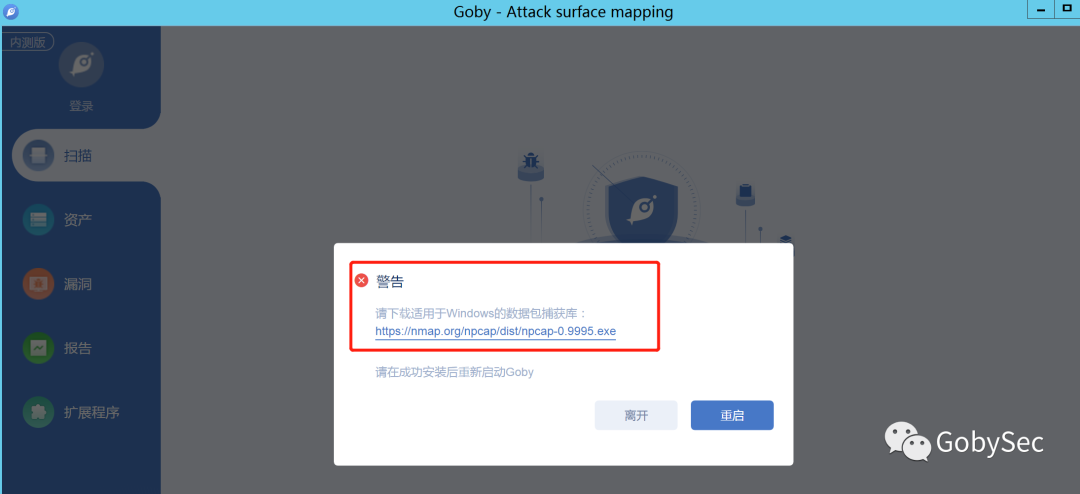 Goby - Attack surface mapping
内测版
登录
扫描
资产
漏洞
报告
扩展程序
警告
请下载适用于Windows的数据包捕获库：
https://nmap.org/npcap/dist/npcap-0.9995.exe
请在成功安装后重新启动Goby
离开
重启
GobySec